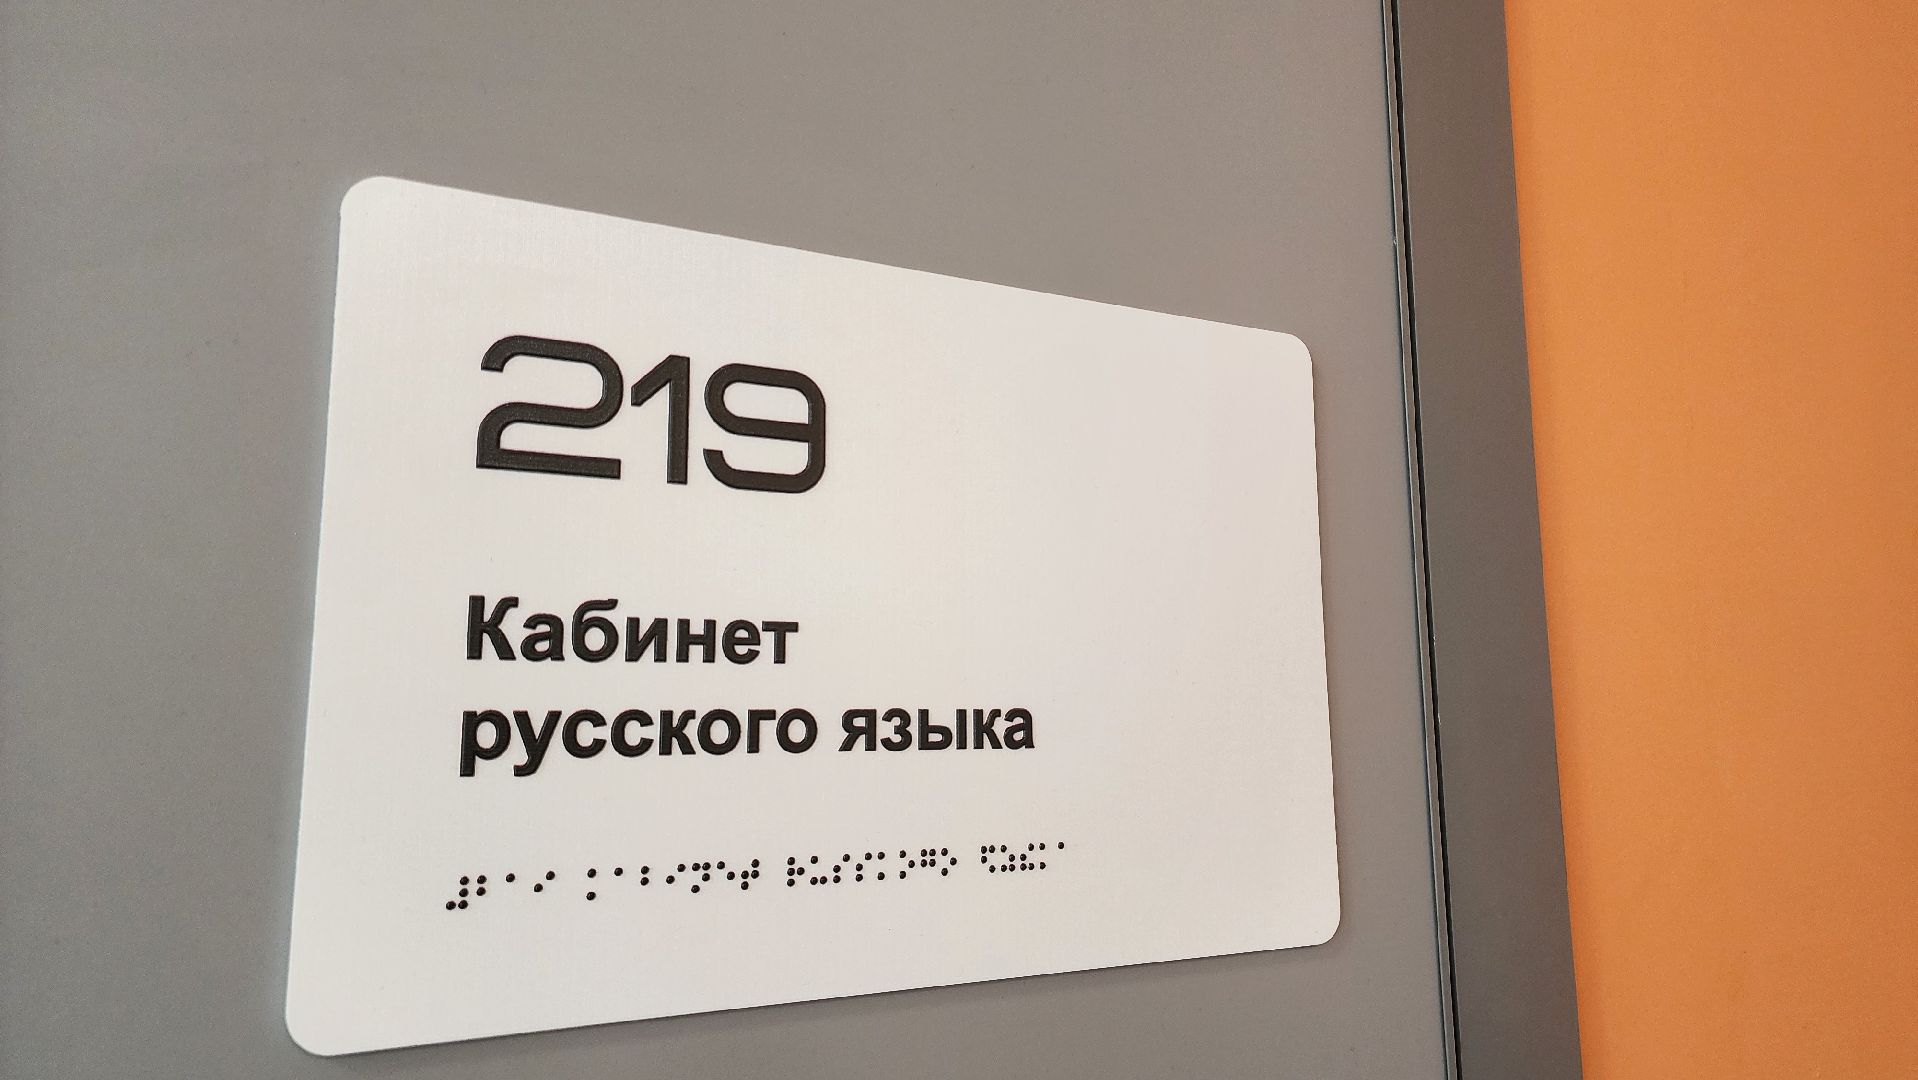 219
Кабинет
русского языка
⠼⠃⠁⠊ ⠅⠁⠃⠊⠝⠑⠞ ⠗⠥⠎⠎⠅⠕⠛⠕ ⠫⠵⠮⠅⠁